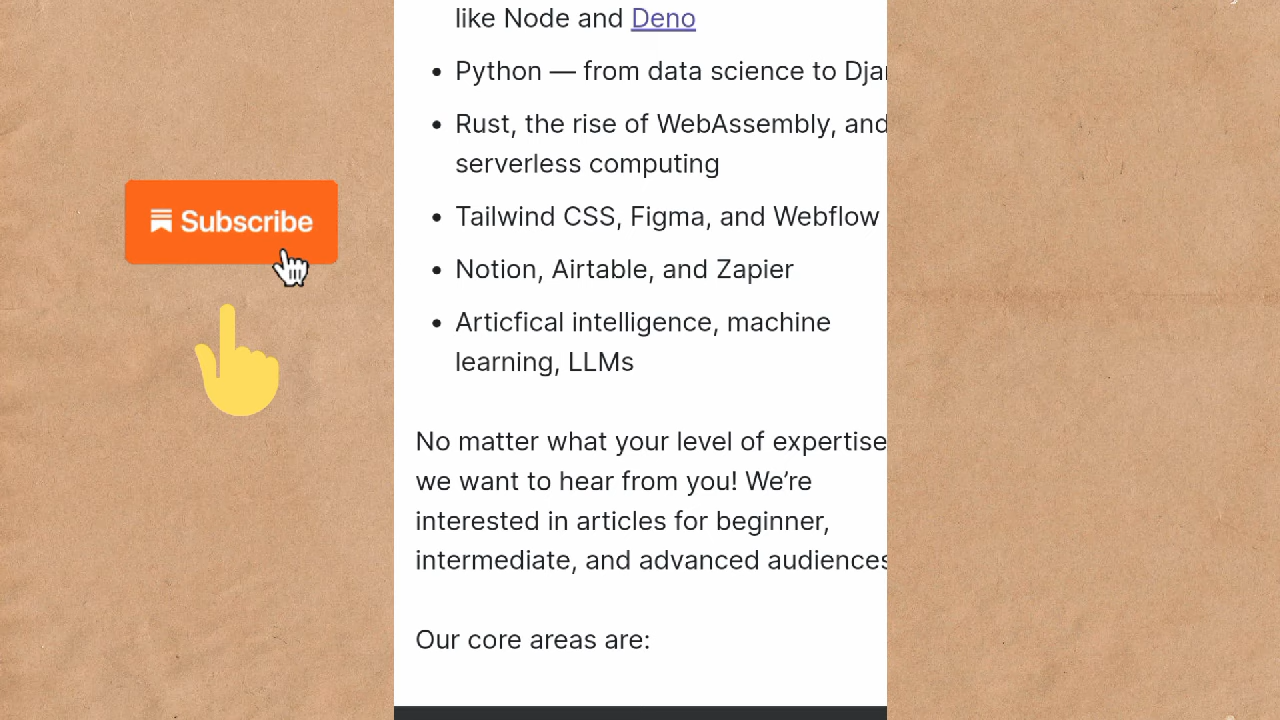 like Node and Deno
Python — from data science to
Rust, the rise of WebAssembly, and
serverless computing
Subscribe
Tailwind CSS, Figma, and Webflow
Notion, Airtable, and Zapier
Articfical intelligence, machine
learning, LLMs
No matter what your level of expertise
we want to hear from you! We’re
interested in articles for beginner,
intermediate, and advanced audiences
Our core areas are: